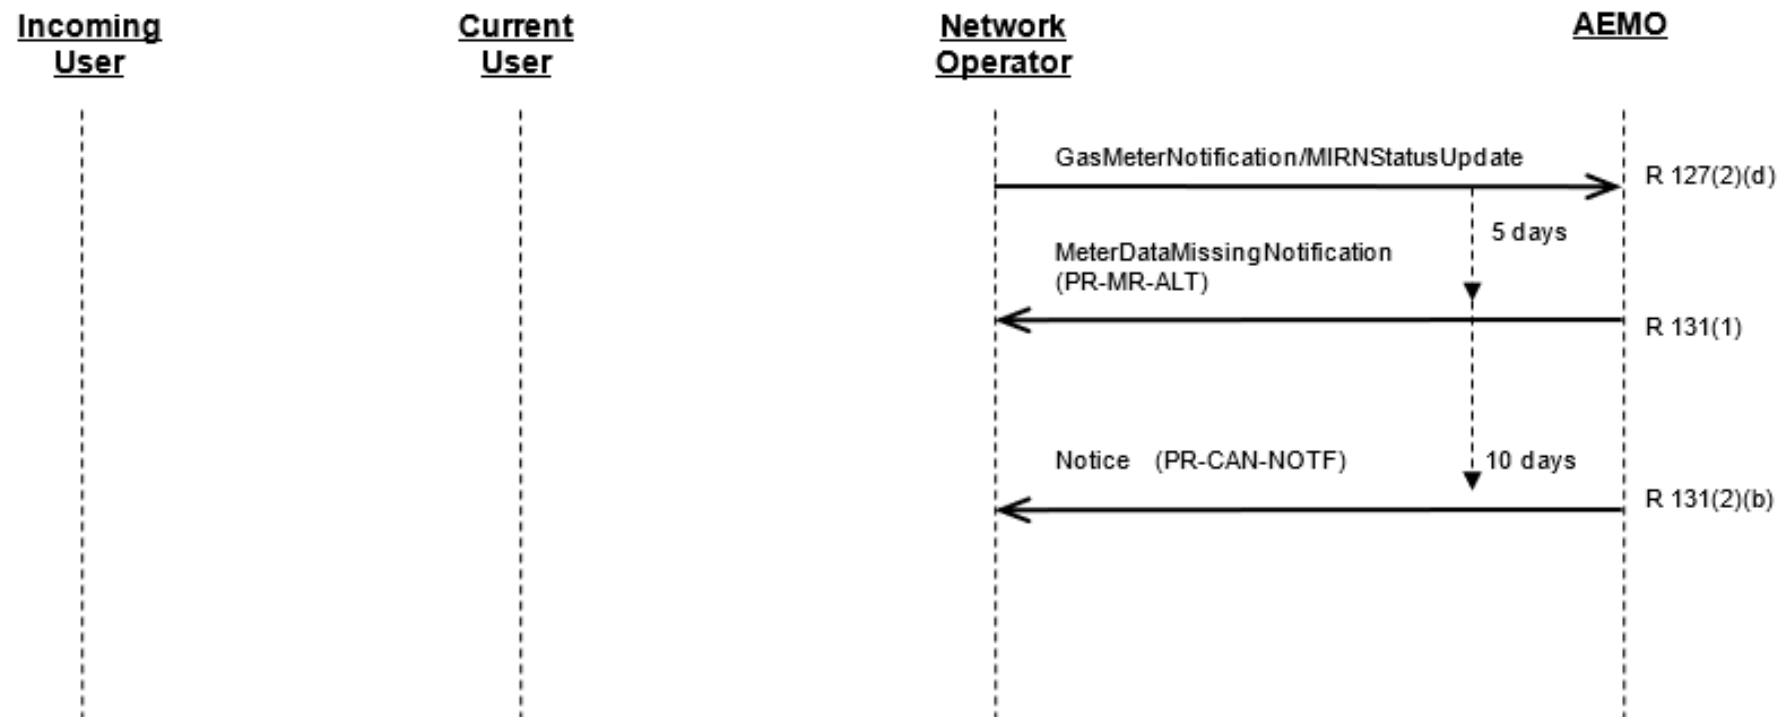 Incoming
User
Current
User
Network
Operator
AEMO
GasMeterNotification/MIRNStatusUpdate
R 127(2)(d)
5 days
MeterDataMissingNotification
(PR-MR-ALT)
R 131(1)
Notice (PR-CAN-NOTF)
10 days
R 131(2)(b)